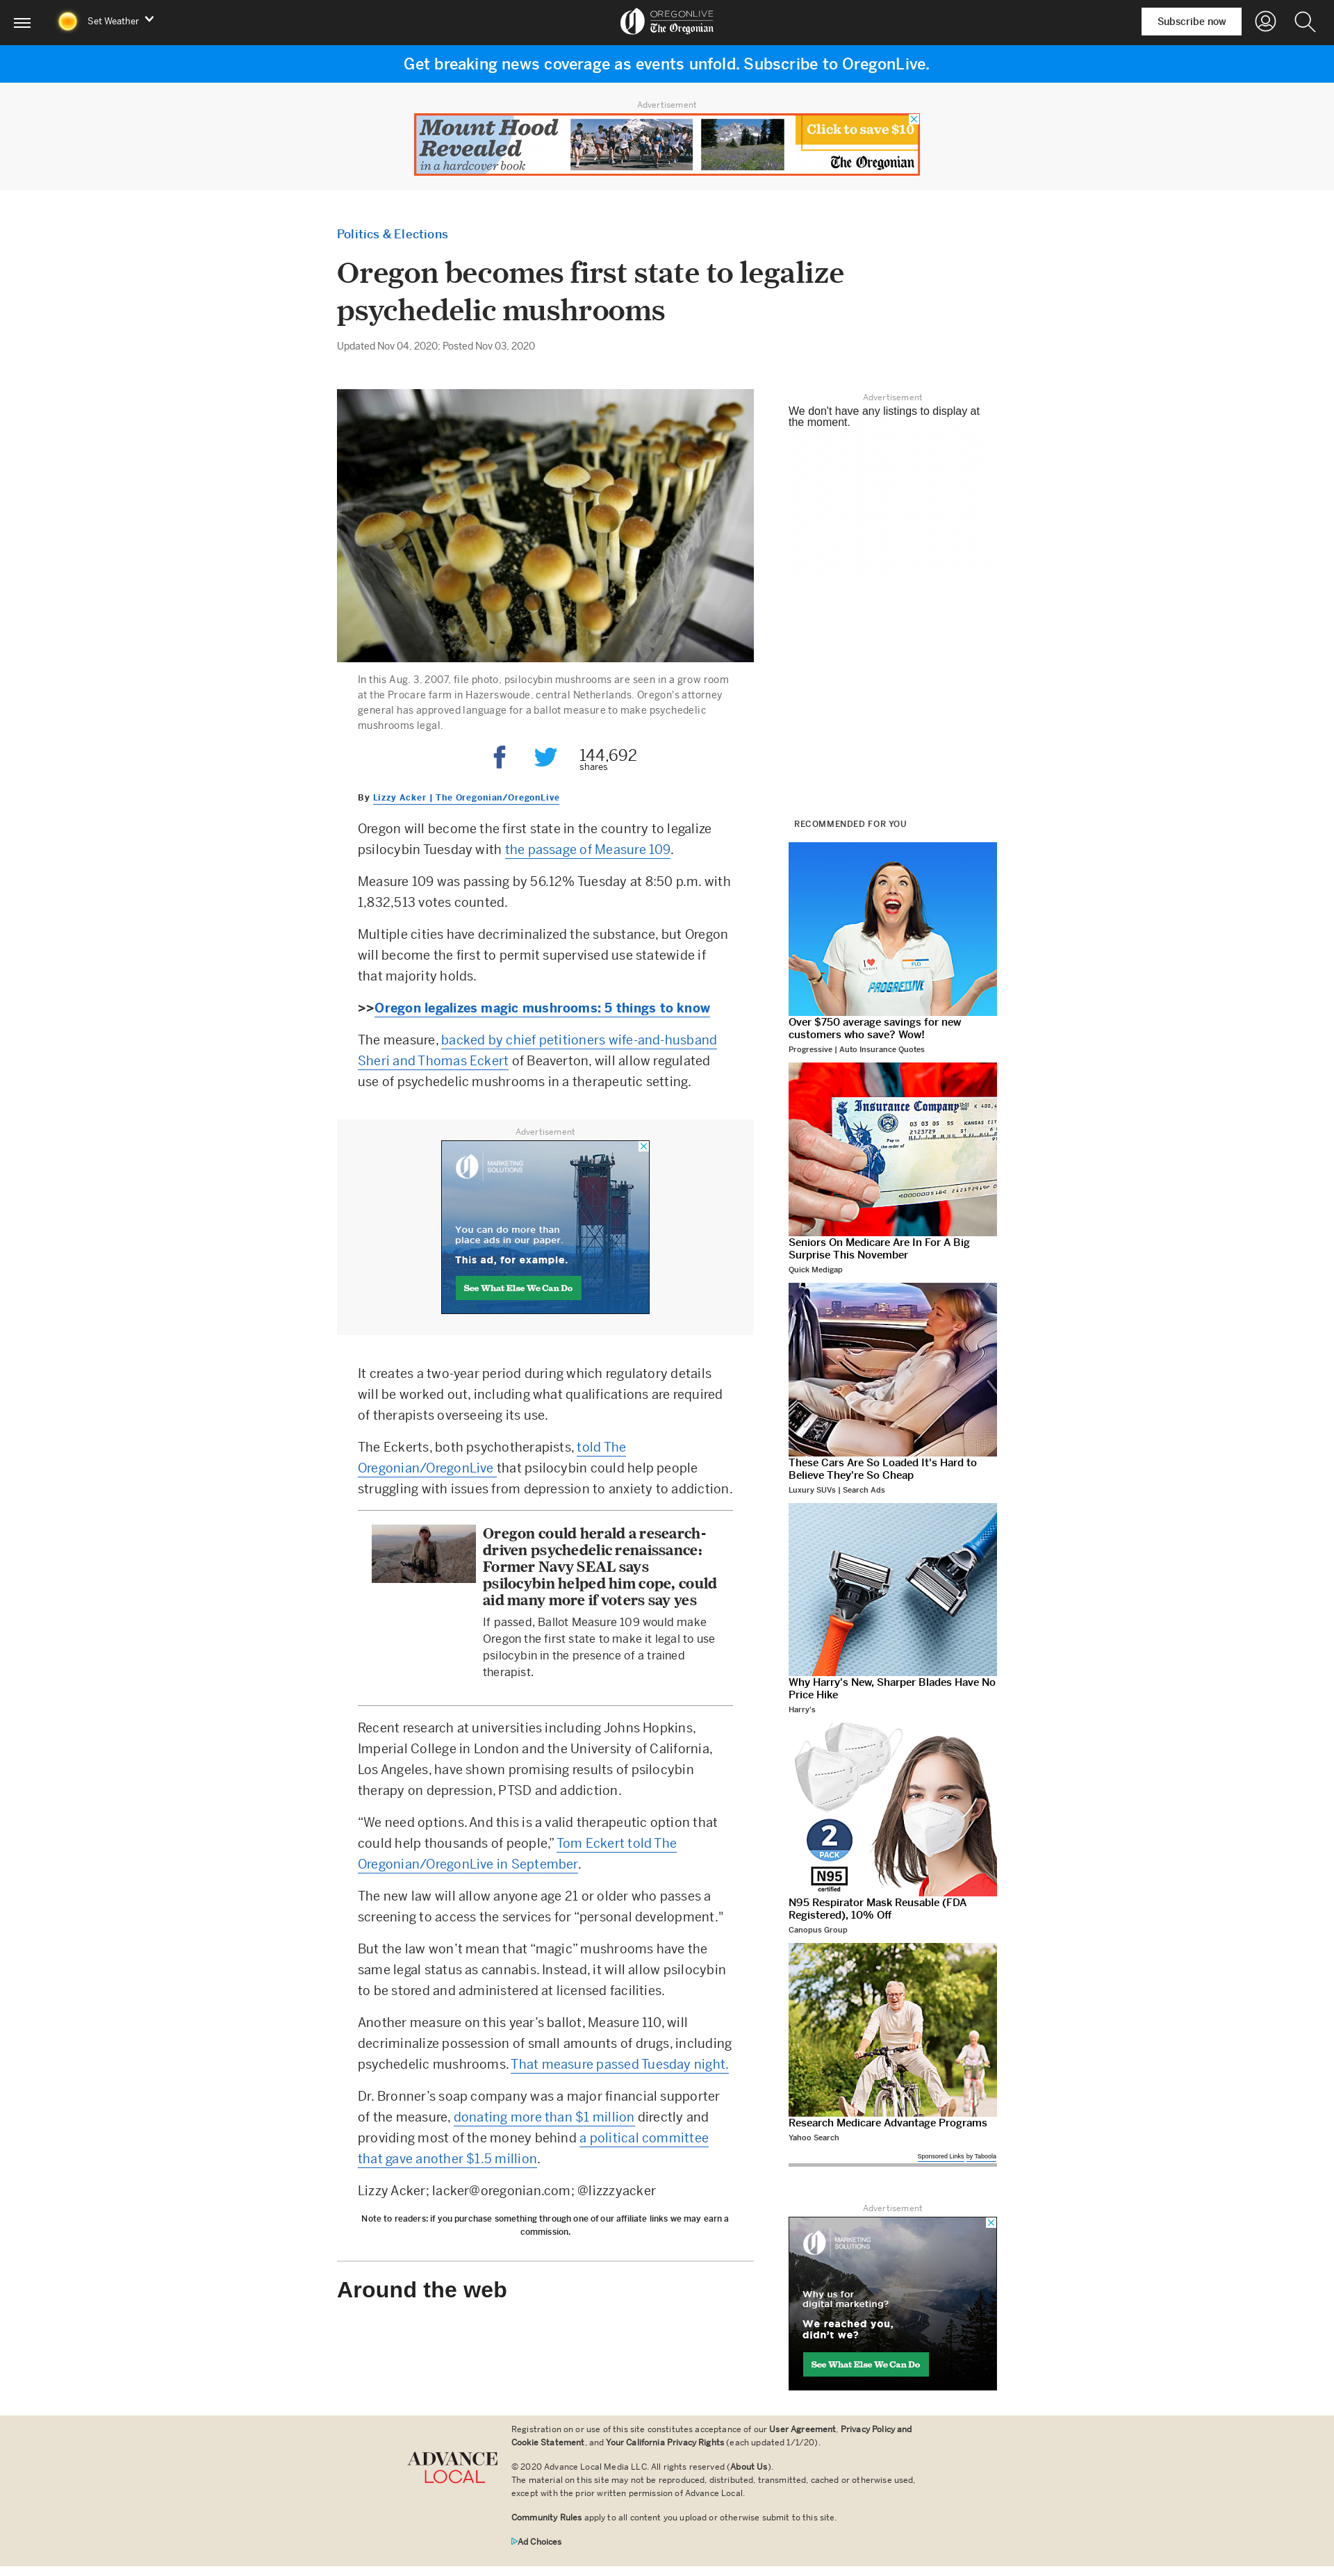 Set Weather
OREGONLIVE
The Oregonian
Subscribe now
Get breaking news coverage as events unfold. Subscribe to OregonLive.
Advertisement
Mount Hood
Revealed
in a hardcover book
Click to save $10
The Oregonian
Politics & Elections
Oregon becomes first state to legalize
psychedelic mushrooms
Updated Nov 04, 2020; Posted Nov 03, 2020
In this Aug. 3, 2007, file photo, psilocybin mushrooms are seen in a grow room
at the Procare farm in Hazerswoude, central Netherlands. Oregon's attorney
general has approved language for a ballot measure to make psychedelic
mushrooms legal.
144,692
shares
By Lizzy Acker | The Oregonian/OregonLive
Oregon will become the first state in the country to legalize
psilocybin Tuesday with the passage of Measure 109.
Measure 109 was passing by 56.12% Tuesday at 8:50 p.m. with
1,832,513 votes counted.
Multiple cities have decriminalized the substance, but Oregon
will become the first to permit supervised use statewide if
that majority holds.
>>Oregon legalizes magic mushrooms: 5 things to know
The measure, backed by chief petitioners wife-and-husband
Sheri and Thomas Eckert of Beaverton, will allow regulated
use of psychedelic mushrooms in a therapeutic setting.
Advertisement
MARKETING
SOLUTIONS
You can do more than
place ads in our paper.
This ad, for example.
See What Else We Can Do
It creates a two-year period during which regulatory details
will be worked out, including what qualifications are required
of therapists overseeing its use.
The Eckerts, both psychotherapists, told The
Oregonian/OregonLive that psilocybin could help people
struggling with issues from depression to anxiety to addiction.
Oregon could herald a research-
driven psychedelic renaissance:
Former Navy SEAL says
psilocybin helped him cope, could
aid many more if voters say yes
If passed, Ballot Measure 109 would make
Oregon the first state to make it legal to use
psilocybin in the presence of a trained
therapist.
Recent research at universities including Johns Hopkins,
Imperial College in London and the University of California,
Los Angeles, have shown promising results of psilocybin
therapy on depression, PTSD and addiction.
“We need options. And this is a valid therapeutic option that
could help thousands of people,” Tom Eckert told The
Oregonian/OregonLive in September.
The new law will allow anyone age 21 or older who passes a
screening to access the services for “personal development."
But the law won’t mean that “magic” mushrooms have the
same legal status as cannabis. Instead, it will allow psilocybin
to be stored and administered at licensed facilities.
Another measure on this year’s ballot, Measure 110, will
decriminalize possession of small amounts of drugs, including
psychedelic mushrooms. That measure passed Tuesday night.
Dr. Bronner’s soap company was a major financial supporter
of the measure, donating more than $1 million directly and
providing most of the money behind a political committee
that gave another $1.5 million.
Lizzy Acker; lacker@oregonian.com; @lizzzyacker
Note to readers: if you purchase something through one of our affiliate links we may earn a
commission.
Around the web
Advertisement
We don't have any listings to display at
the moment.
RECOMMENDED FOR YOU
FLO
PROGRESSIVE
Over $750 average savings for new
customers who save? Wow!
Progressive | Auto Insurance Quotes
Insurance Company
KANSAS CIT
Pay to
the order of
Seniors On Medicare Are In For A Big
Surprise This November
Quick Medigap
These Cars Are So Loaded It's Hard to
Believe They're So Cheap
Luxury SUVs | Search Ads
Why Harry's New, Sharper Blades Have No
Price Hike
Harry's
2
PACK
N95
certified
N95 Respirator Mask Reusable (FDA
Registered), 10% Off
Canopus Group
Research Medicare Advantage Programs
Yahoo Search
Sponsored Links by Taboola
Advertisement
MARKETING
SOLUTIONS
Why us for
digital marketing?
We reached you,
didn't we?
See What Else We Can Do
ADVANCE
LOCAL
Registration on or use of this site constitutes acceptance of our User Agreement, Privacy Policy and
Cookie Statement, and Your California Privacy Rights (each updated 1/1/20).
© 2020 Advance Local Media LLC. All rights reserved (About Us).
The material on this site may not be reproduced, distributed, transmitted, cached or otherwise used,
except with the prior written permission of Advance Local.
Community Rules apply to all content you upload or otherwise submit to this site.
Ad Choices